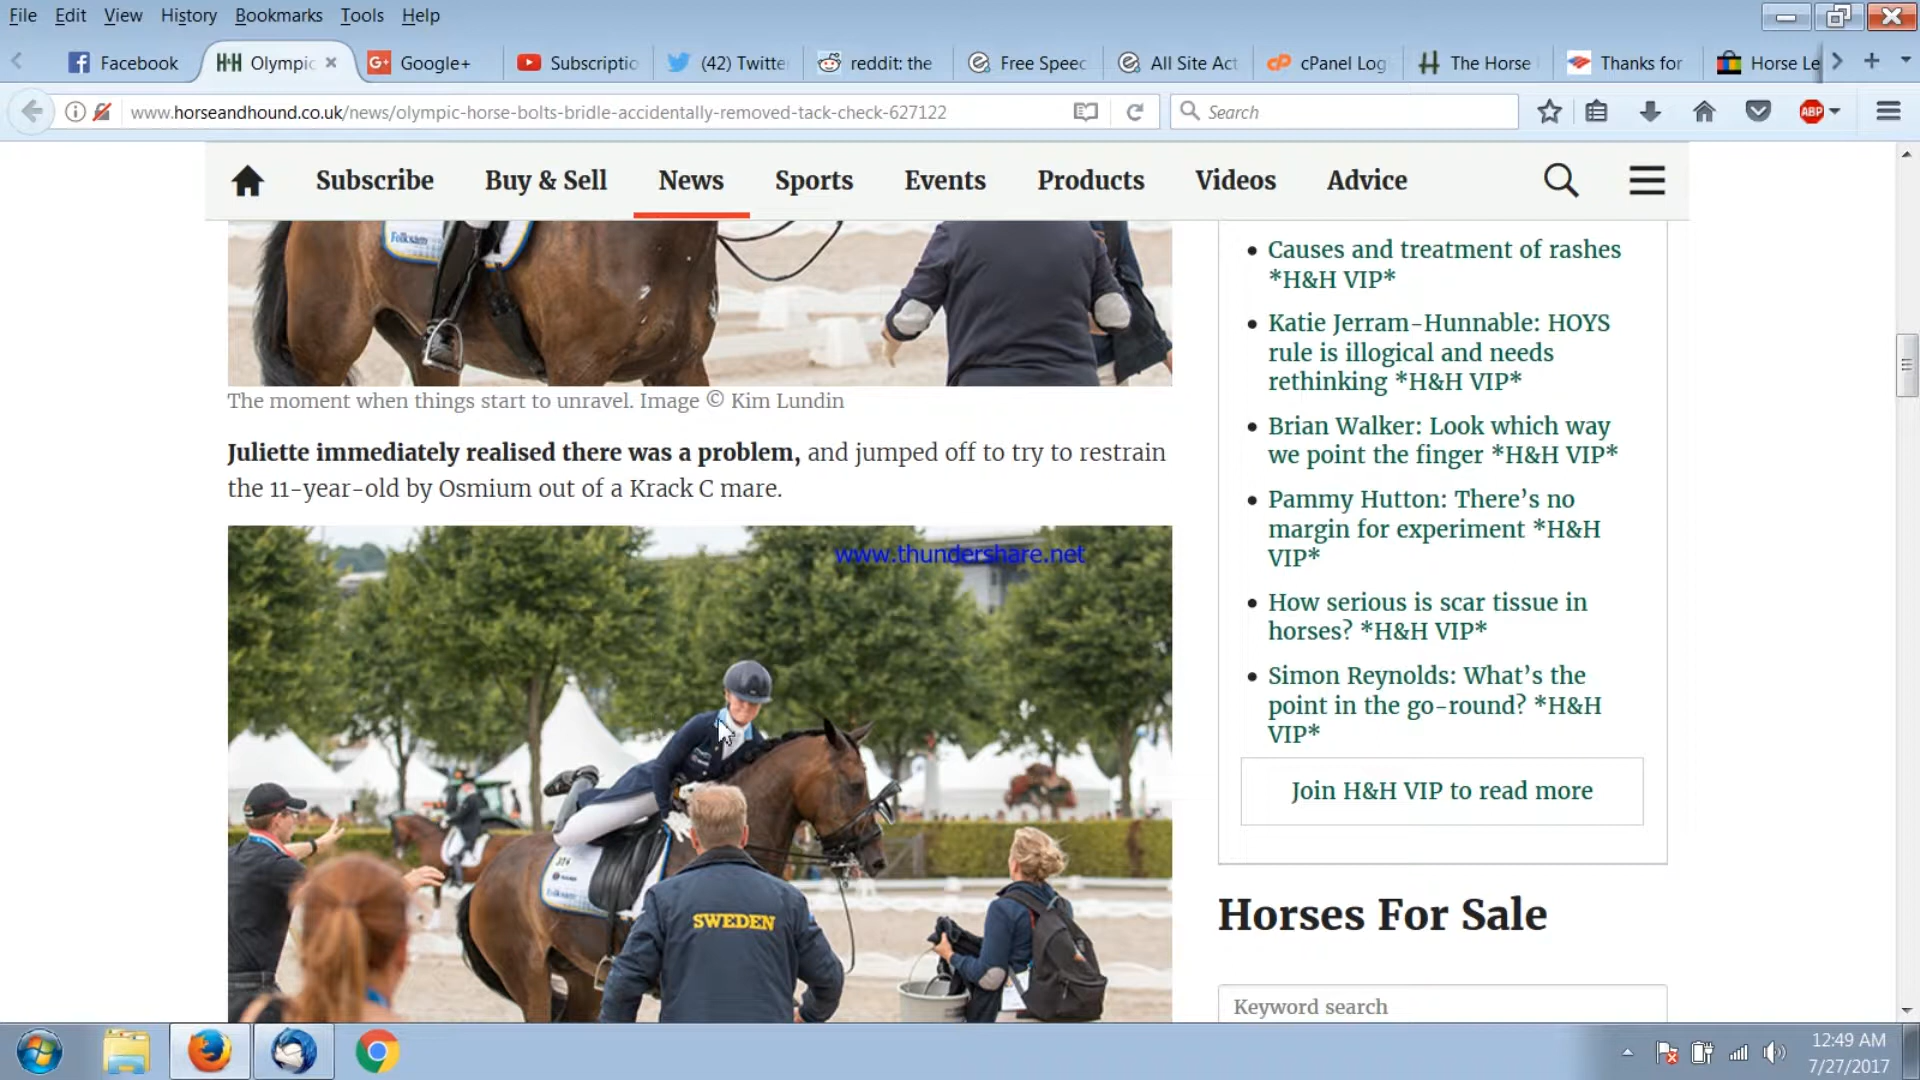 File Edit View History Bookmarks Tools Help
Facebook
H&H Olympic
G+ Google+
Subscriptio
(42) Twitte
reddit: the
Free Speec
All Site Act
cP cPanel Log
The Horse
Thanks for
Horse Le
www.horseandhound.co.uk/news/olympic-horse-bolts-bridle-accidentally-removed-tack-check-627122
Search
ABP
Subscribe Buy & Sell News Sports Events Products Videos Advice
Folksam
The moment when things start to unravel. Image © Kim Lundin
Juliette immediately realised there was a problem, and jumped off to try to restrain
the 11-year-old by Osmium out of a Krack C mare.
www.thundershare.net
SWEDEN
Folksam
Causes and treatment of rashes
*H&H VIP*
Katie Jerram-Hunnable: HOYS
rule is illogical and needs
rethinking *H&H VIP*
Brian Walker: Look which way
we point the finger *H&H VIP*
Pammy Hutton: There’s no
margin for experiment *H&H
VIP*
How serious is scar tissue in
horses? *H&H VIP*
Simon Reynolds: What’s the
point in the go-round? *H&H
VIP*
Join H&H VIP to read more
Horses For Sale
Keyword search
12:49 AM
7/27/2017